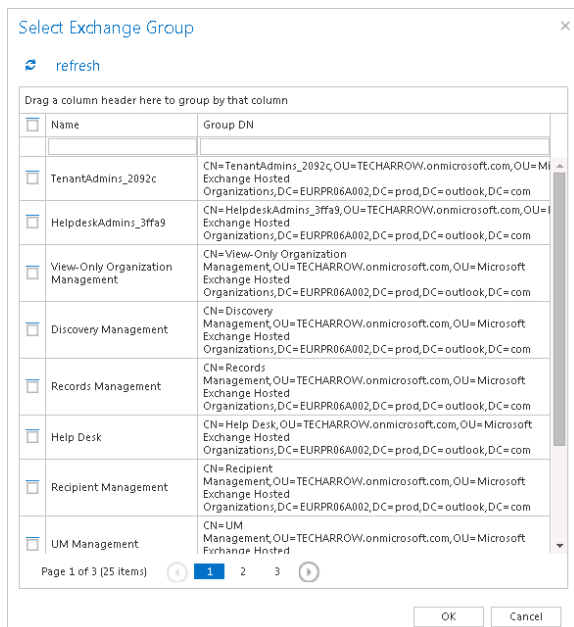 Select Exchange Group
refresh
Drag a column header here to group by that column
Name Group DN
TenantAdmins_2092c
CN=TenantAdmins_2092c,OU=TECHARROW.onmicrosoft.com,OU=Mi
Exchange Hosted
Organizations,DC=EURPR06A002,DC=prod,DC=outlook,DC=com
HelpdeskAdmins_3ffa9
CN=HelpdeskAdmins_3ffa9,OU=TECHARROW.onmicrosoft.com,OU=
Exchange Hosted
Organizations,DC=EURPR06A002,DC=prod,DC=outlook,DC=com
View-Only Organization
Management
CN=View-Only Organization
Management,OU=TECHARROW.onmicrosoft.com,OU=Microsoft
Exchange Hosted
Organizations,DC=EURPR06A002,DC=prod,DC=outlook,DC=com
Discovery Management
CN=Discovery
Management,OU=TECHARROW.onmicrosoft.com,OU=Microsoft
Exchange Hosted
Organizations,DC=EURPR06A002,DC=prod,DC=outlook,DC=com
Records Management
CN=Records
Management,OU=TECHARROW.onmicrosoft.com,OU=Microsoft
Exchange Hosted
Organizations,DC=EURPR06A002,DC=prod,DC=outlook,DC=com
Help Desk
CN=Help Desk,OU=TECHARROW.onmicrosoft.com,OU=Microsoft
Exchange Hosted
Organizations,DC=EURPR06A002,DC=prod,DC=outlook,DC=com
Recipient Management
CN=Recipient
Management,OU=TECHARROW.onmicrosoft.com,OU=Microsoft
Exchange Hosted
Organizations,DC=EURPR06A002,DC=prod,DC=outlook,DC=com
UM Management
CN=UM
Management,OU=TECHARROW.onmicrosoft.com,OU=Microsoft
Exchange Hosted
Page 1 of 3 (25 items) 1 2 3
OK Cancel